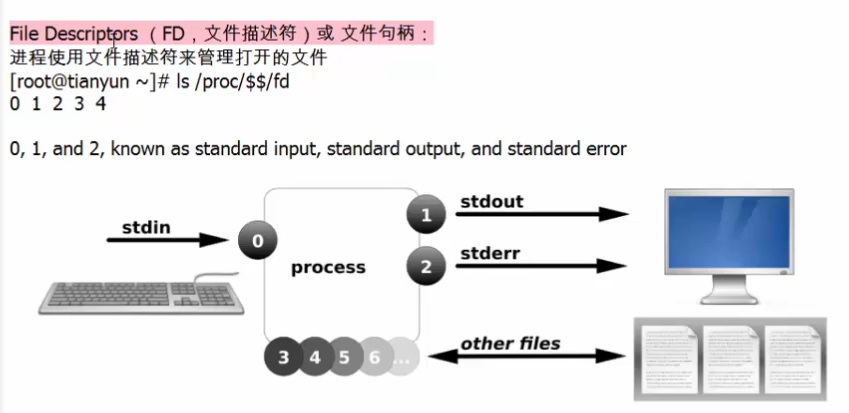 File Descriptors （FD，文件描述符）或 文件句柄：
进程使用文件描述符来管理打开的文件
[root@tianyun ~]# ls /proc/$$/fd
0 1 2 3 4
0, 1, and 2, known as standard input, standard output, and standard error
stdin
0
process
1
stdout
2
stderr
3 4 5 6 ...
other files